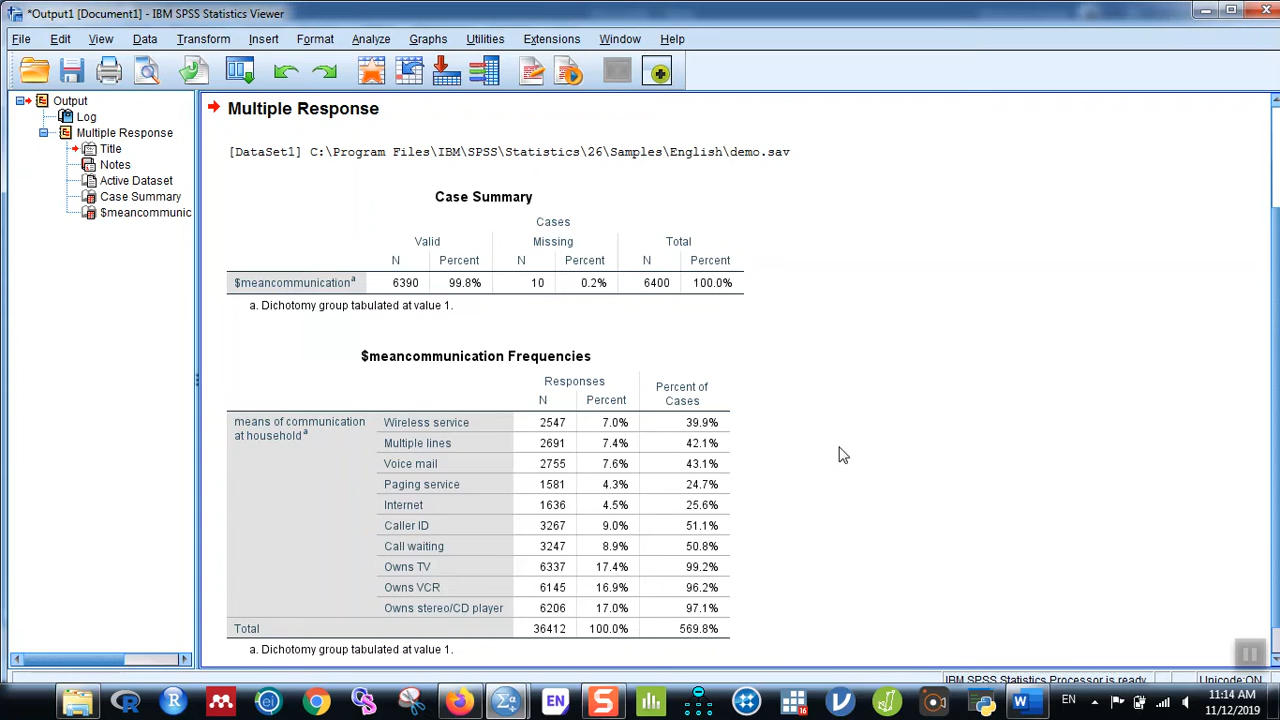 *Output1 [Document1] - IBM SPSS Statistics Viewer
File Edit View Data Transform Insert Format Analyze Graphs Utilities Extensions Window Help
Output
Log
Multiple Response
Title
Notes
Active Dataset
Case Summary
$meancommunic
Multiple Response
[DataSet1] C:\Program Files\IBM\SPSS\Statistics\26\Samples\English\demo.sav
Case Summary
Cases
Valid Missing Total
N Percent N Percent N Percent
$meancommunication a 6390 99.8% 10 0.2% 6400 100.0%
a. Dichotomy group tabulated at value 1.
$meancommunication Frequencies
Responses Percent of
N Percent Cases
means of communication Wireless service 2547 7.0% 39.9%
at household a Multiple lines 2691 7.4% 42.1%
Voice mail 2755 7.6% 43.1%
Paging service 1581 4.3% 24.7%
Internet 1636 4.5% 25.6%
Caller ID 3267 9.0% 51.1%
Call waiting 3247 8.9% 50.8%
Owns TV 6337 17.4% 99.2%
Owns VCR 6145 16.9% 96.2%
Owns stereo/CD player 6206 17.0% 97.1%
Total 36412 100.0% 569.8%
a. Dichotomy group tabulated at value 1.
IBM SPSS Statistics Processor is ready Unicode:ON
EN 11:14 AM
11/12/2019